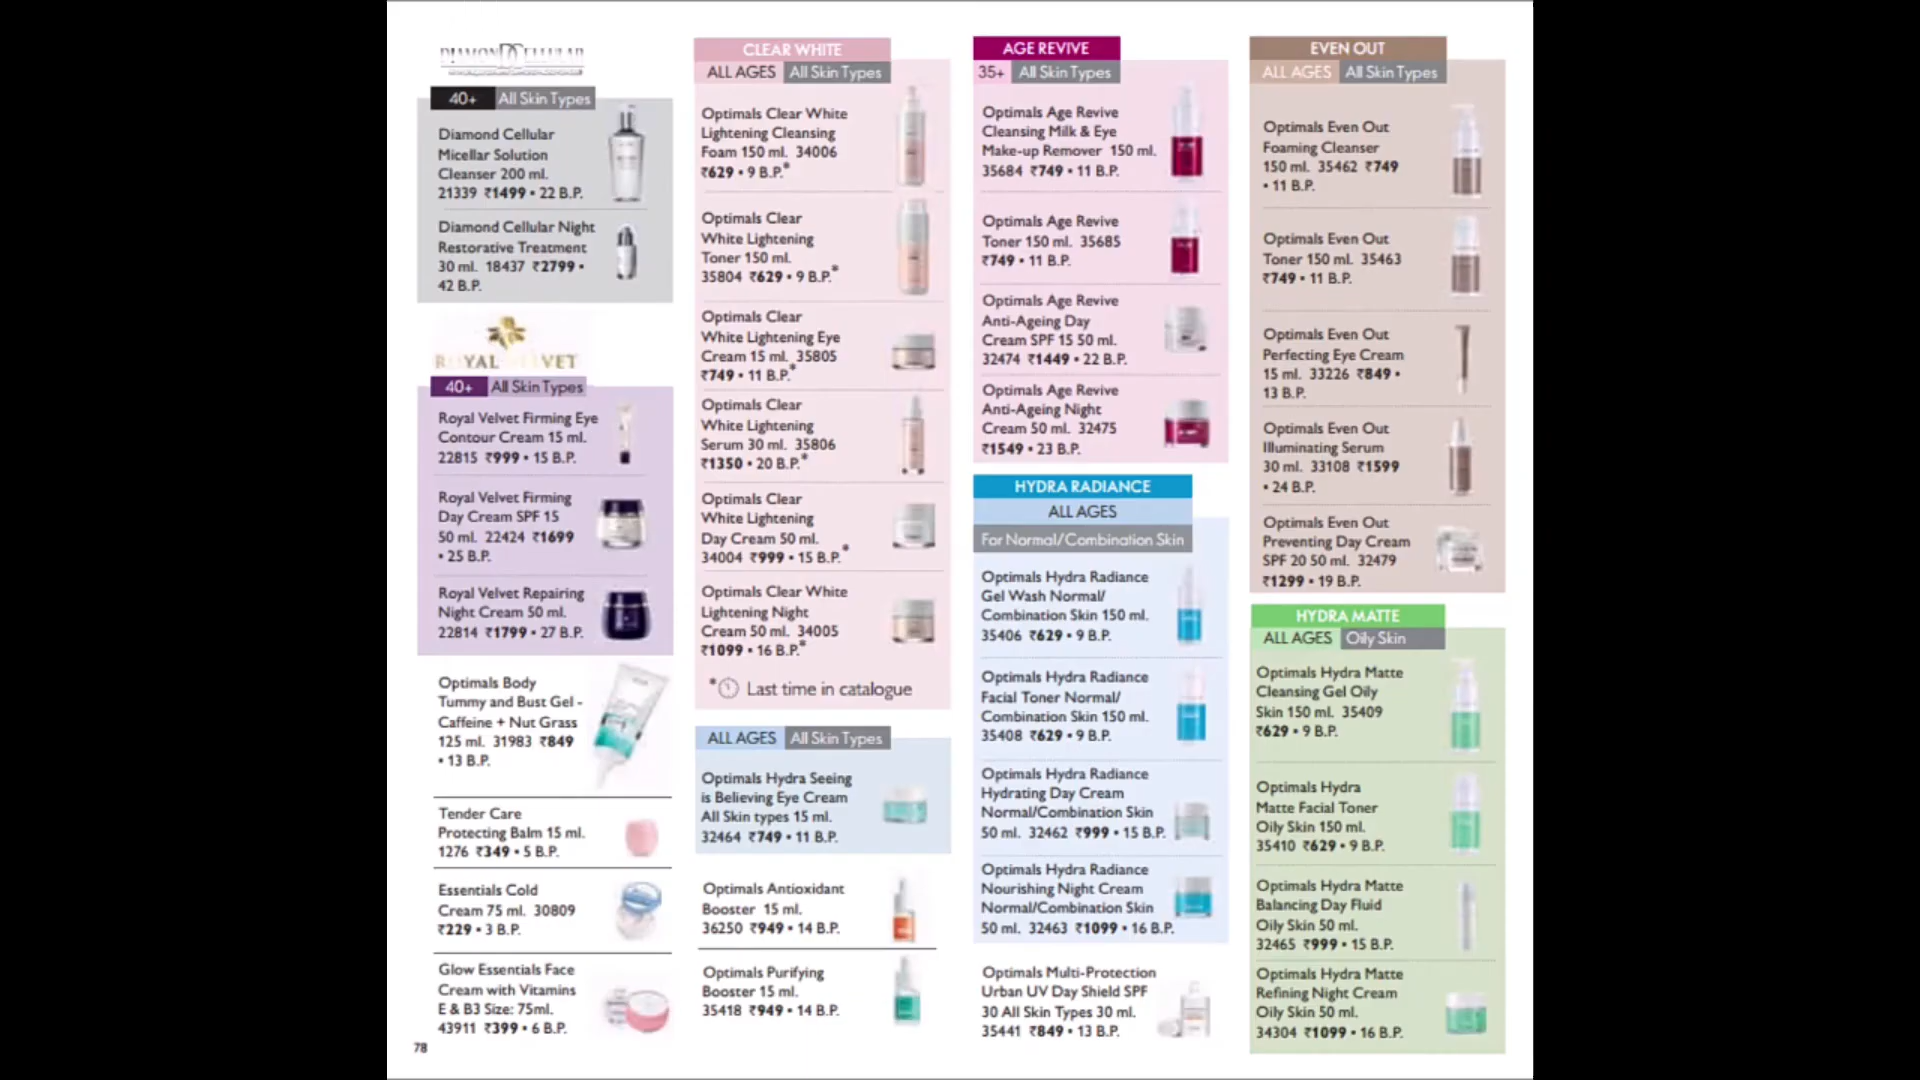 DIAMOND CELLULAR
40+ All Skin Types
Diamond Cellular
Micellar Solution
Cleanser 200 ml.
21339 ₹1499 • 22 B.P.
Diamond Cellular Night
Restorative Treatment
30 ml. 18437 ₹2799 •
42 B.P.
ROYAL VELVET
40+ All Skin Types
Royal Velvet Firming Eye
Contour Cream 15 ml.
22815 ₹999 • 15 B.P.
Royal Velvet Firming
Day Cream SPF 15
50 ml. 22424 ₹1699
• 25 B.P.
Royal Velvet Repairing
Night Cream 50 ml.
22814 ₹1799 • 27 B.P.
Optimals Body
Tummy and Bust Gel -
Caffeine + Nut Grass
125 ml. 31983 ₹849
• 13 B.P.
Tender Care
Protecting Balm 15 ml.
1276 ₹349 • 5 B.P.
Essentials Cold
Cream 75 ml. 30809
₹229 • 3 B.P.
Glow Essentials Face
Cream with Vitamins
E & B3 Size: 75ml.
43911 ₹399 • 6 B.P.
78
CLEAR WHITE
ALL AGES All Skin Types
Optimals Clear White
Lightening Cleansing
Foam 150 ml. 34006
₹629 • 9 B.P.*
Optimals Clear
White Lightening
Toner 150 ml.
35804 ₹629 • 9 B.P.*
Optimals Clear
White Lightening Eye
Cream 15 ml. 35805
₹749 • 11 B.P.*
Optimals Clear
White Lightening
Serum 30 ml. 35806
₹1350 • 20 B.P.*
Optimals Clear
White Lightening
Day Cream 50 ml.
34004 ₹999 • 15 B.P.*
Optimals Clear White
Lightening Night
Cream 50 ml. 34005
₹1099 • 16 B.P.*
* Last time in catalogue
ALL AGES All Skin Types
Optimals Hydra Seeing
is Believing Eye Cream
All Skin types 15 ml.
32464 ₹749 • 11 B.P.
Optimals Antioxidant
Booster 15 ml.
36250 ₹949 • 14 B.P.
Optimals Purifying
Booster 15 ml.
35418 ₹949 • 14 B.P.
AGE REVIVE
35+ All Skin Types
Optimals Age Revive
Cleansing Milk & Eye
Make-up Remover 150 ml.
35684 ₹749 • 11 B.P.
Optimals Age Revive
Toner 150 ml. 35685
₹749 • 11 B.P.
Optimals Age Revive
Anti-Ageing Day
Cream SPF 15 50 ml.
32474 ₹1449 • 22 B.P.
Optimals Age Revive
Anti-Ageing Night
Cream 50 ml. 32475
₹1549 • 23 B.P.
HYDRA RADIANCE
ALL AGES
For Normal/Combination Skin
Optimals Hydra Radiance
Gel Wash Normal/
Combination Skin 150 ml.
35406 ₹629 • 9 B.P.
Optimals Hydra Radiance
Facial Toner Normal/
Combination Skin 150 ml.
35408 ₹629 • 9 B.P.
Optimals Hydra Radiance
Hydrating Day Cream
Normal/Combination Skin
50 ml. 32462 ₹999 • 15 B.P.
Optimals Hydra Radiance
Nourishing Night Cream
Normal/Combination Skin
50 ml. 32463 ₹1099 • 16 B.P.
Optimals Multi-Protection
Urban UV Day Shield SPF
30 All Skin Types 30 ml.
35441 ₹849 • 13 B.P.
EVEN OUT
ALL AGES All Skin Types
Optimals Even Out
Foaming Cleanser
150 ml. 35462 ₹749
• 11 B.P.
Optimals Even Out
Toner 150 ml. 35463
₹749 • 11 B.P.
Optimals Even Out
Perfecting Eye Cream
15 ml. 33226 ₹849 •
13 B.P.
Optimals Even Out
Illuminating Serum
30 ml. 33108 ₹1599
• 24 B.P.
Optimals Even Out
Preventing Day Cream
SPF 20 50 ml. 32479
₹1299 • 19 B.P.
HYDRA MATTE
ALL AGES Oily Skin
Optimals Hydra Matte
Cleansing Gel Oily
Skin 150 ml. 35409
₹629 • 9 B.P.
Optimals Hydra
Matte Facial Toner
Oily Skin 150 ml.
35410 ₹629 • 9 B.P.
Optimals Hydra Matte
Balancing Day Fluid
Oily Skin 50 ml.
32465 ₹999 • 15 B.P.
Optimals Hydra Matte
Refining Night Cream
Oily Skin 50 ml.
34304 ₹1099 • 16 B.P.